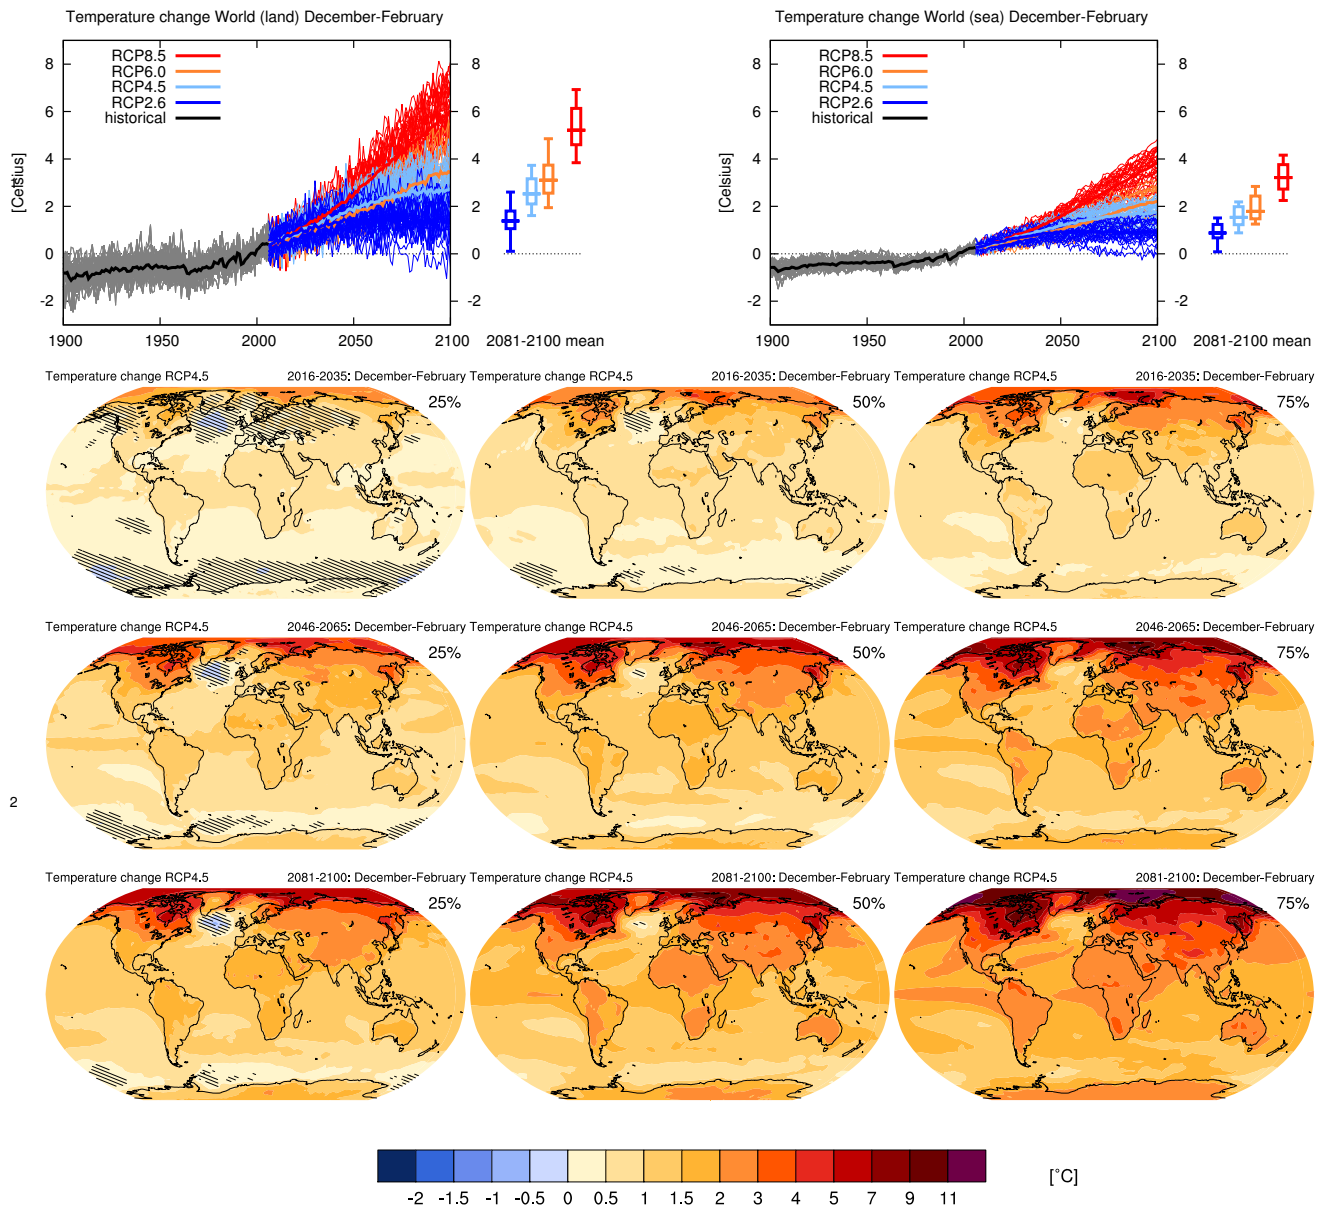 Temperature change World (land) December-February
RCP8.5
RCP6.0
RCP4.5
RCP2.6
historical
[Celsius]
8
6
4
2
0
-2
8
6
4
2
0
-2
1900
1950
2000
2050
2100
2081-2100 mean
Temperature change World (sea) December-February
RCP8.5
RCP6.0
RCP4.5
RCP2.6
historical
[Celsius]
8
6
4
2
0
-2
8
6
4
2
0
-2
1900
1950
2000
2050
2100
2081-2100 mean
Temperature change RCP4.5
2016-2035: December-February
25%
Temperature change RCP4.5
2016-2035: December-February
50%
Temperature change RCP4.5
2016-2035: December-February
75%
Temperature change RCP4.5
2046-2065: December-February
25%
Temperature change RCP4.5
2046-2065: December-February
50%
Temperature change RCP4.5
2046-2065: December-February
75%
2
Temperature change RCP4.5
2081-2100: December-February
25%
Temperature change RCP4.5
2081-2100: December-February
50%
Temperature change RCP4.5
2081-2100: December-February
75%
-2 -1.5 -1 -0.5 0 0.5 1 1.5 2 3 4 5 7 9 11
[°C]